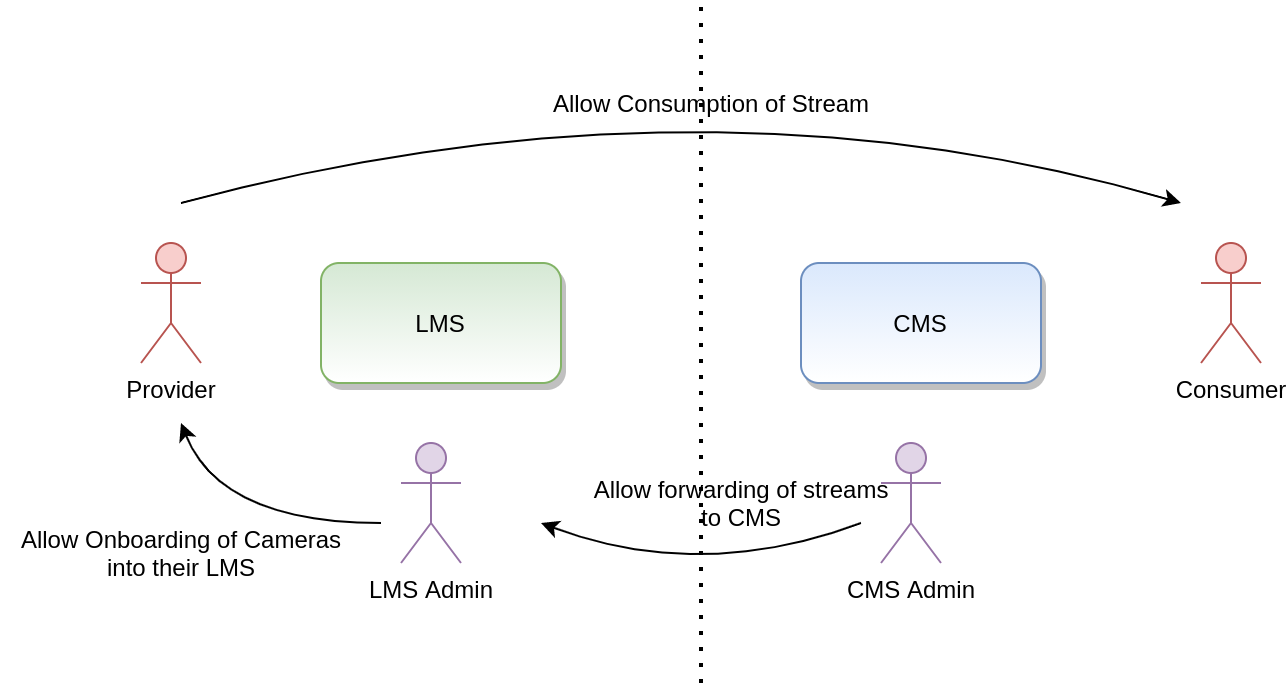 Allow Consumption of Stream
LMS
CMS
Provider
Consumer
Allow forwarding of streams
to CMS
Allow Onboarding of Cameras
into their LMS
LMS Admin
CMS Admin